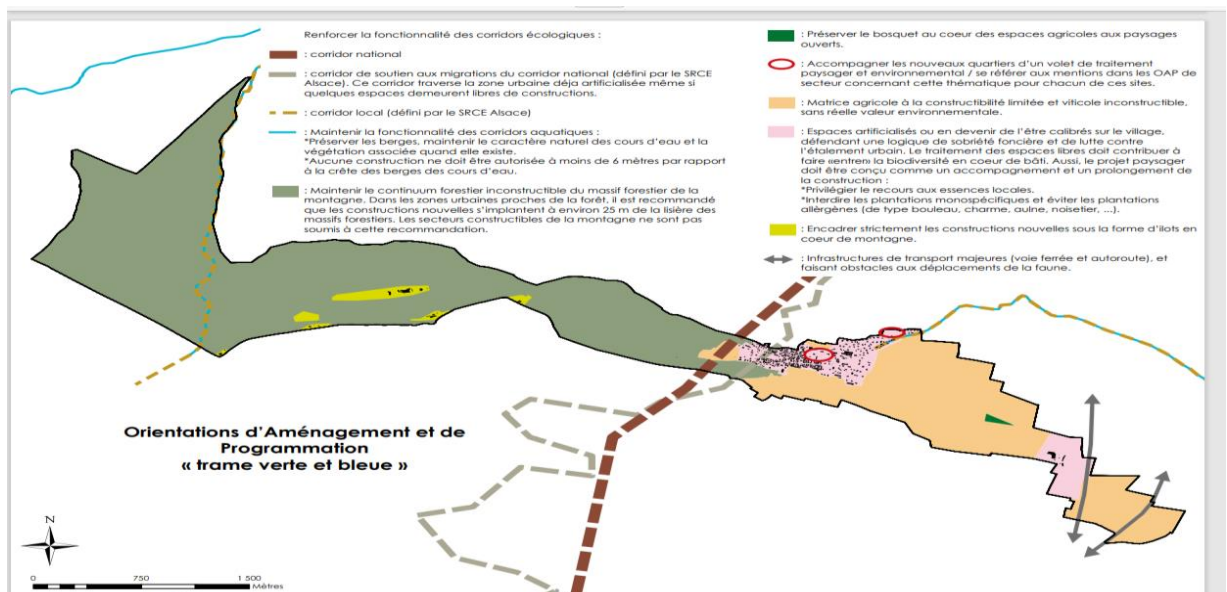 Renforcer la fonctionnalité des corridors écologiques :
: corridor national
: corridor de soutien aux migrations du corridor national (défini par le SRCE
Alsace). Ce corridor traverse la zone urbaine déja artificialisée même si
quelques espaces demeurent libres de constructions.
: corridor local (défini par le SRCE Alsace)
: Maintenir la fonctionnalité des corridors aquatiques :
*Préserver les berges, maintenir le caractère naturel des cours d'eau et la
végétation associée quand elle existe.
*Aucune construction ne doit être autorisée à moins de 6 mètres par rapport
à la crête des berges des cours d'eau.
: Maintenir le continuum forestier inconstructible du massif forestier de la
montagne. Dans les zones urbaines proches de la forêt, il est recommandé
que les constructions nouvelles s'implantent à environ 25 m de la lisière des
massifs forestiers. Les secteurs constructibles de la montagne ne sont pas
soumis à cette recommandation.
: Préserver le bosquet au coeur des espaces agricoles aux paysages
ouverts.
: Accompagner les nouveaux quartiers d'un volet de traitement
paysager et environnemental / se référer aux mentions dans les OAP de
secteur concernant cette thématique pour chacun de ces sites.
: Matrice agricole à la constructibilité limitée et viticole inconstructible,
sans réelle valeur environnementale.
: Espaces artificialisés ou en devenir de l'être calibrés sur le village,
défendant une logique de sobriété foncière et de lutte contre
l'étalement urbain. Le traitement des espaces libres doit contribuer à
faire «entrer» la biodiversité en coeur de bâti. Aussi, le projet paysager
doit être conçu comme un accompagnement et un prolongement de
la construction :
*Privilégier le recours aux essences locales.
*Interdire les plantations monospécifiques et éviter les plantations
allèrgènes (de type bouleau, charme, aulne, noisetier, ...).
: Encadrer strictement les constructions nouvelles sous la forme d'ilots en
coeur de montagne.
: Infrastructures de transport majeures (voie ferrée et autoroute), et
faisant obstacles aux déplacements de la faune.
Orientations d'Aménagement et de
Programmation
« trame verte et bleue »
N
0 750 1 500
Mètres